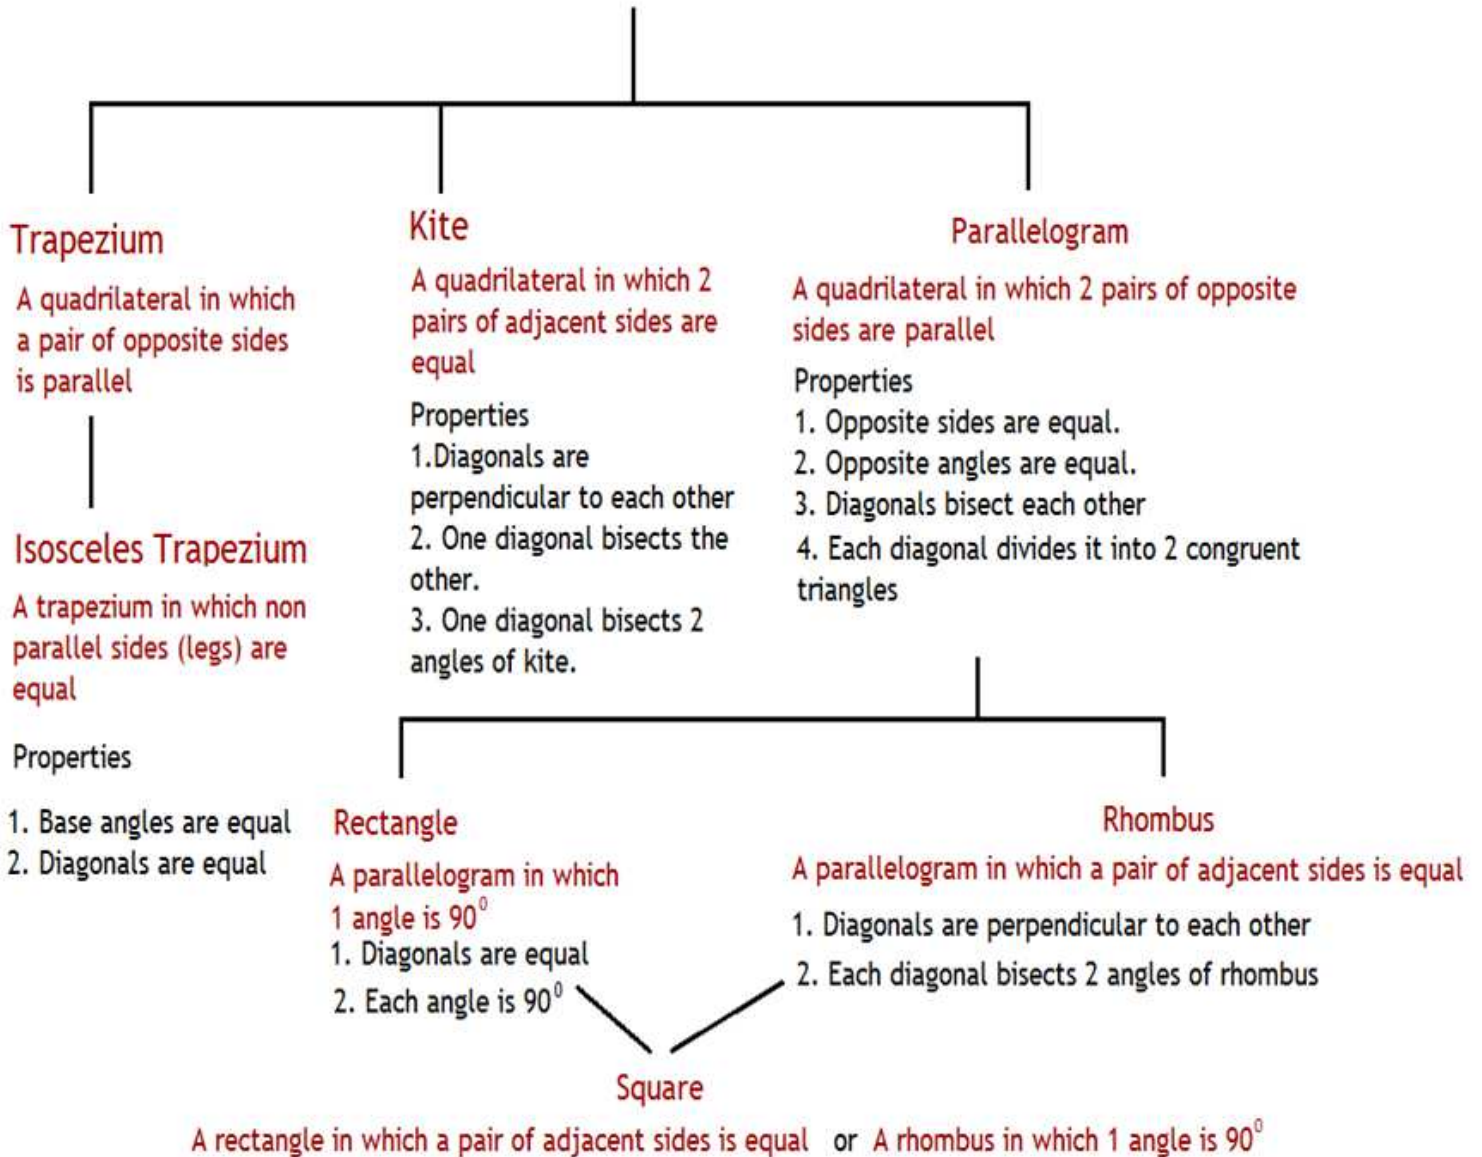 Trapezium
A quadrilateral in which
a pair of opposite sides
is parallel
Isosceles Trapezium
A trapezium in which non
parallel sides (legs) are
equal
Properties
1. Base angles are equal
2. Diagonals are equal
Kite
A quadrilateral in which 2
pairs of adjacent sides are
equal
Properties
1.Diagonals are
perpendicular to each other
2. One diagonal bisects the
other.
3. One diagonal bisects 2
angles of kite.
Parallelogram
A quadrilateral in which 2 pairs of opposite
sides are parallel
Properties
1. Opposite sides are equal.
2. Opposite angles are equal.
3. Diagonals bisect each other
4. Each diagonal divides it into 2 congruent
triangles
Rectangle
A parallelogram in which
1 angle is 90⁰
1. Diagonals are equal
2. Each angle is 90⁰
Rhombus
A parallelogram in which a pair of adjacent sides is equal
1. Diagonals are perpendicular to each other
2. Each diagonal bisects 2 angles of rhombus
Square
A rectangle in which a pair of adjacent sides is equal or A rhombus in which 1 angle is 90⁰